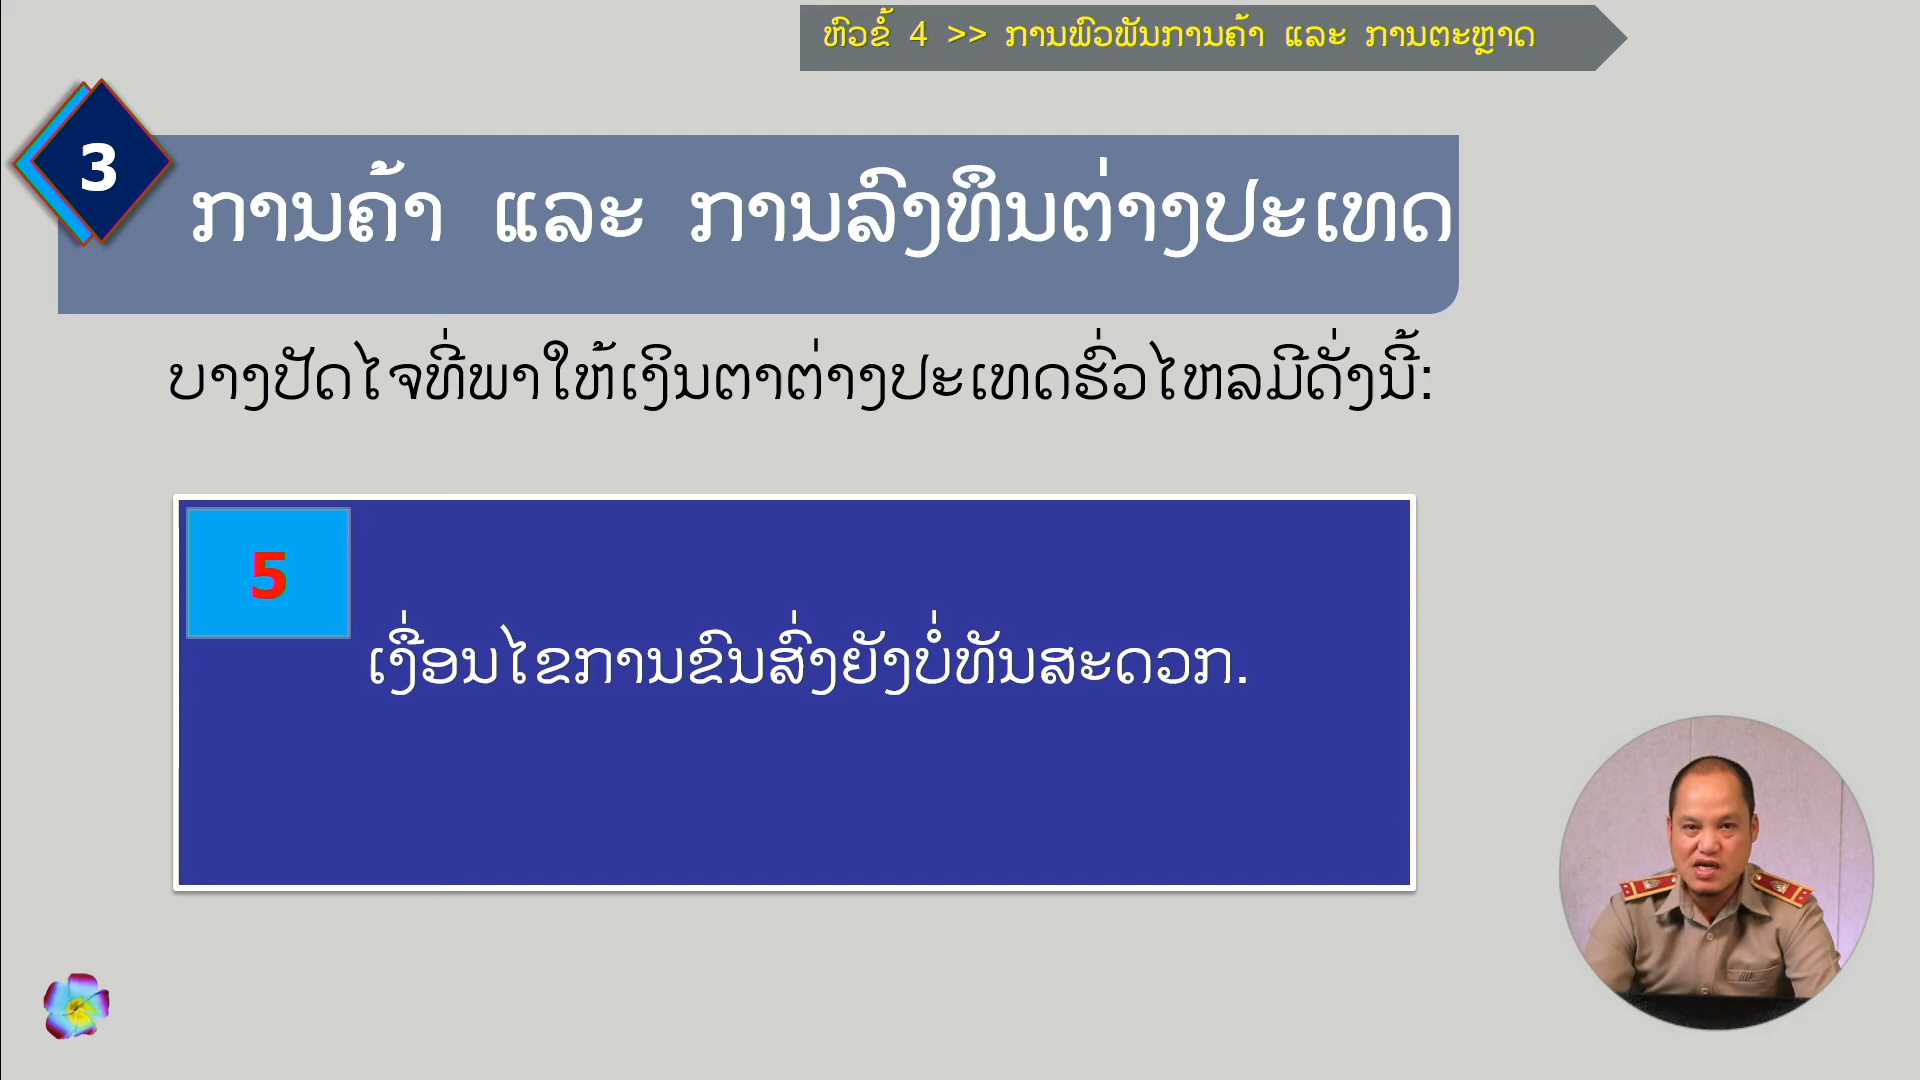 ຫົວຂໍ້ 4 >> ການພົວພັນການຄ້າ ແລະ ການຕະຫຼາດ
3
ການຄ້າ ແລະ ການລົງທຶນຕ່າງປະເທດ
ບາງປັດໄຈທີ່ພາໃຫ້ເງິນຕາຕ່າງປະເທດຮົ່ວໄຫລມີດັ່ງນີ້:
5
ເງື່ອນໄຂການຂົນສົ່ງຍັງບໍ່ທັນສະດວກ.